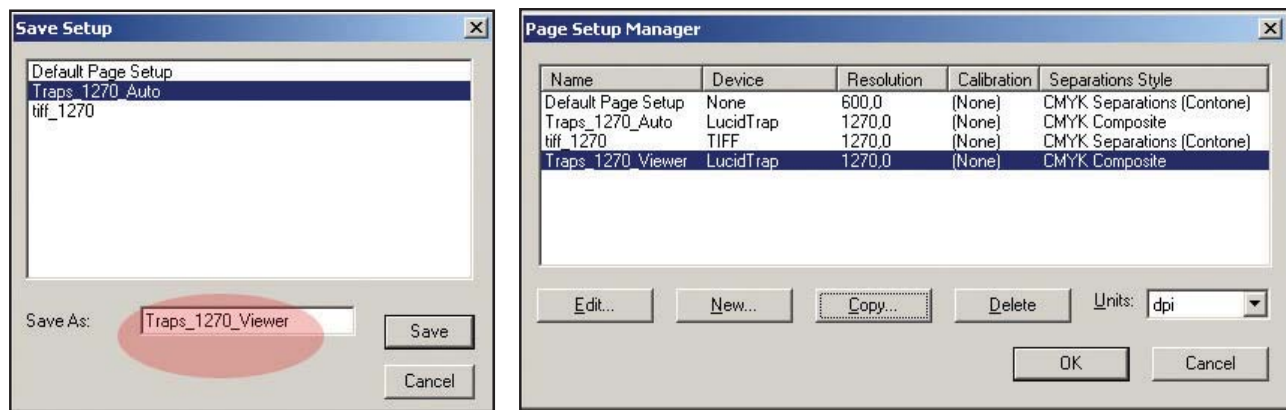 Save Setup
Default Page Setup
Traps_1270_Auto
tiff_1270
Save As: Traps_1270_Viewer
Save
Cancel
Page Setup Manager
Name Device Resolution Calibration Separations Style
Default Page Setup None 600,0 (None) CMYK Separations (Contone)
Traps_1270_Auto LucidTrap 1270,0 (None) CMYK Composite
tiff_1270 TIFF 1270,0 (None) CMYK Separations (Contone)
Traps_1270_Viewer LucidTrap 1270,0 (None) CMYK Composite
Edit... New... Copy... Delete Units: dpi
OK Cancel